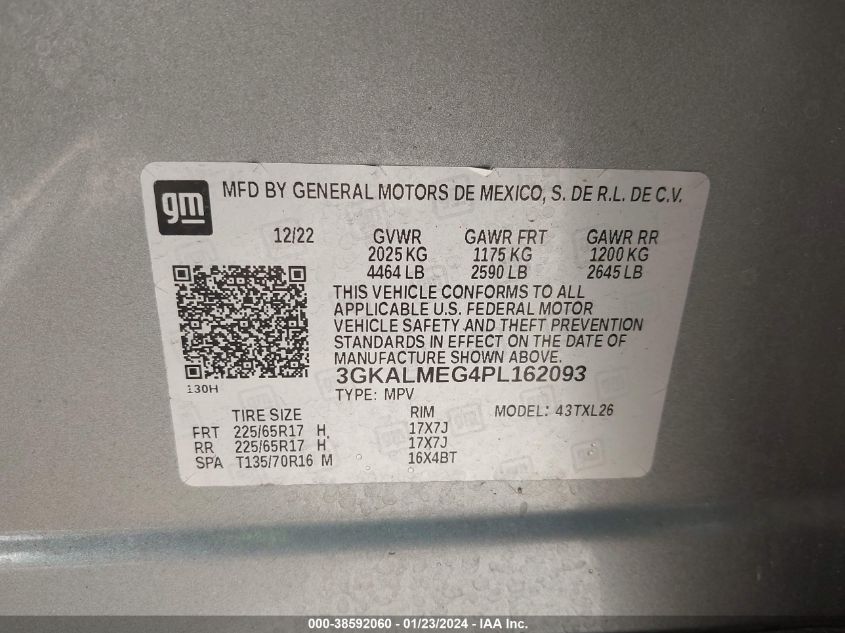 gm
MFD BY GENERAL MOTORS DE MEXICO, S. DE R.L. DE C.V.
12/22 GVWR GAWR FRT GAWR RR
2025 KG 1175 KG 1200 KG
4464 LB 2590 LB 2645 LB
THIS VEHICLE CONFORMS TO ALL
APPLICABLE U.S. FEDERAL MOTOR
VEHICLE SAFETY AND THEFT PREVENTION
STANDARDS IN EFFECT ON THE DATE OF
MANUFACTURE SHOWN ABOVE.
3GKALMEG4PL162093
130H
TYPE: MPV
TIRE SIZE RIM MODEL: 43TXL26
FRT 225/65R17 H 17X7J
RR 225/65R17 H 17X7J
SPA T135/70R16 M 16X4BT
000-38592060 - 01/23/2024 - IAA Inc.